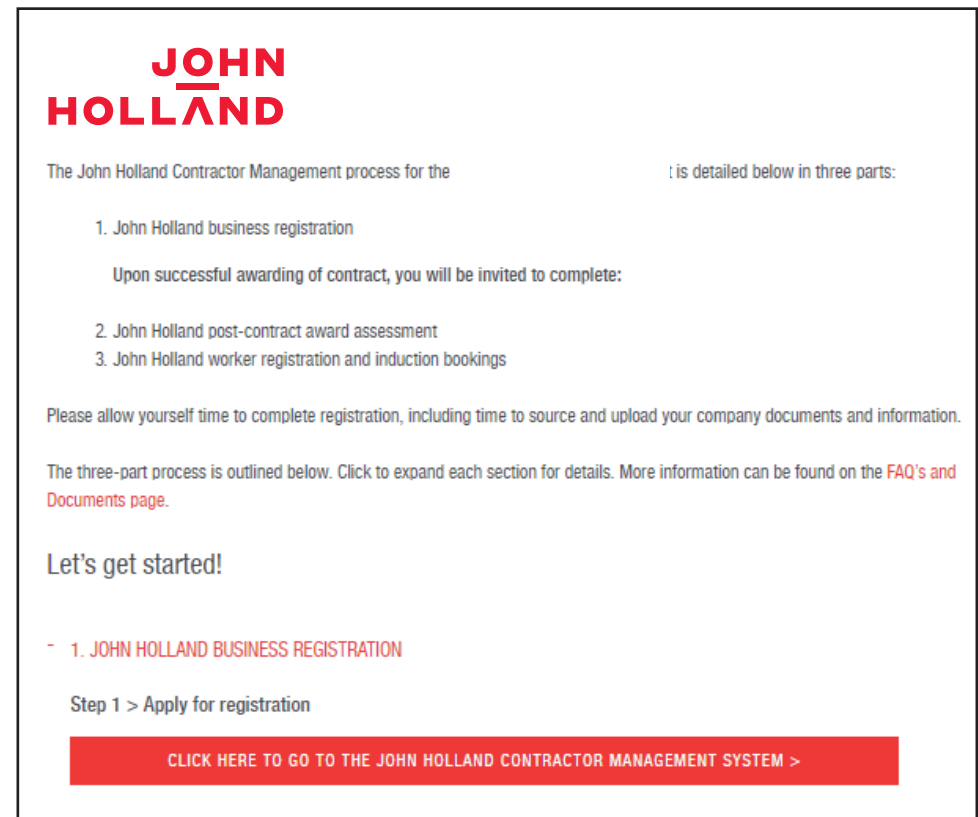 JOHN
HOLLAND
The John Holland Contractor Management process for the is detailed below in three parts:
1. John Holland business registration
Upon successful awarding of contract, you will be invited to complete:
2. John Holland post-contract award assessment
3. John Holland worker registration and induction bookings
Please allow yourself time to complete registration, including time to source and upload your company documents and information.
The three-part process is outlined below. Click to expand each section for details. More information can be found on the FAQ's and
Documents page.
Let's get started!
- 1. JOHN HOLLAND BUSINESS REGISTRATION
Step 1 > Apply for registration
CLICK HERE TO GO TO THE JOHN HOLLAND CONTRACTOR MANAGEMENT SYSTEM >